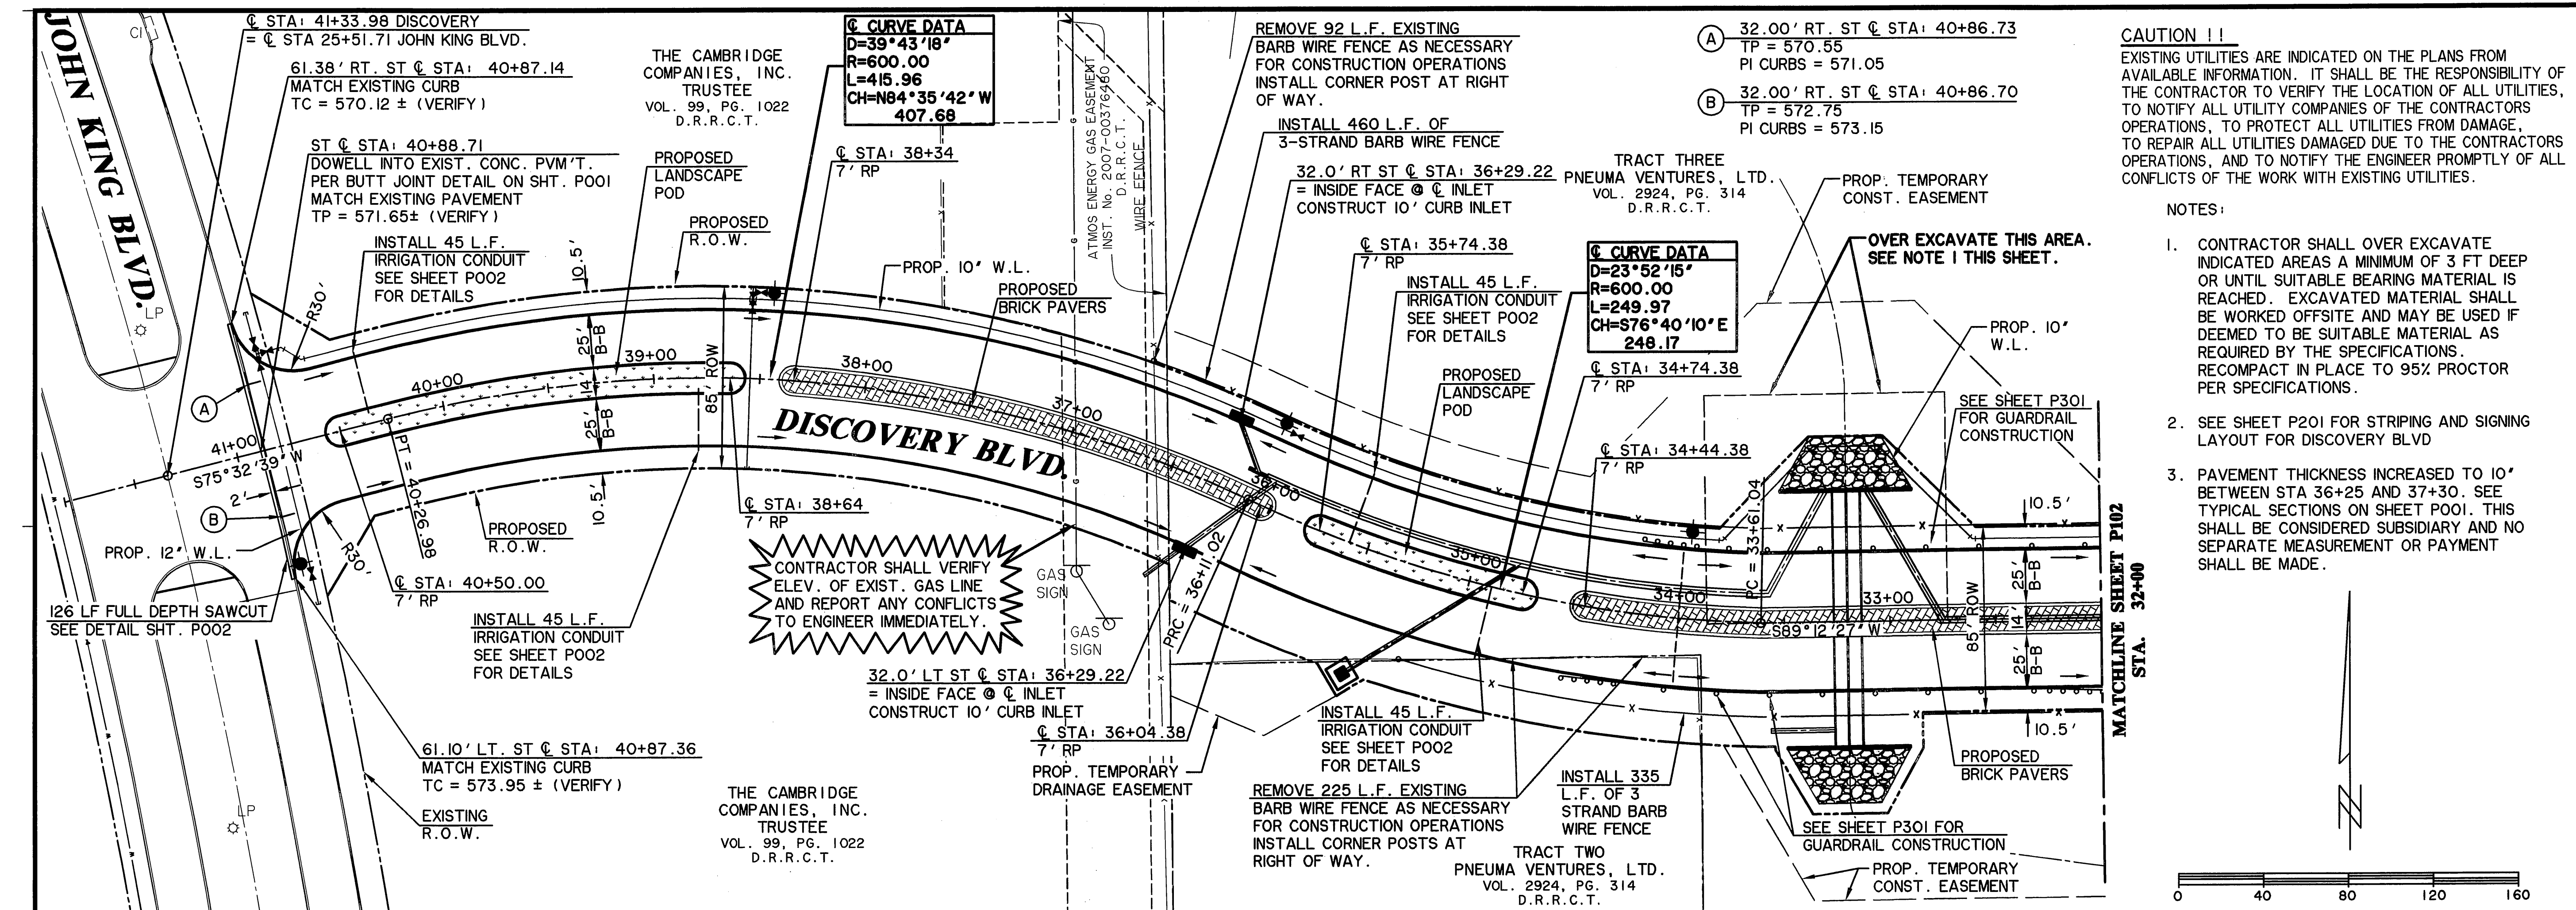 JOHN KING BLVD.
CI
LP
℄ STA: 41+33.98 DISCOVERY
= ℄ STA 25+51.71 JOHN KING BLVD.
61.38' RT. ST ℄ STA: 40+87.14
MATCH EXISTING CURB
TC = 570.12 ± (VERIFY)
ST ℄ STA: 40+88.71
DOWELL INTO EXIST. CONC. PVM'T.
PER BUTT JOINT DETAIL ON SHT. P001
MATCH EXISTING PAVEMENT
TP = 571.65± (VERIFY)
INSTALL 45 L.F.
IRRIGATION CONDUIT
SEE SHEET P002
FOR DETAILS
THE CAMBRIDGE
COMPANIES, INC.
TRUSTEE
VOL. 99, PG. 1022
D.R.R.C.T.
PROPOSED
LANDSCAPE
POD
PROPOSED
R.O.W.
℄ CURVE DATA
D=39°43'18"
R=600.00
L=415.96
CH=N84°35'42"W
407.68
℄ STA: 38+34
7' RP
PROP. 10" W.L.
PROPOSED
BRICK PAVERS
ATMOS ENERGY GAS EASEMENT
INST. No. 2007-00376480
D.R.R.C.T.
WIRE FENCE
REMOVE 92 L.F. EXISTING
BARB WIRE FENCE AS NECESSARY
FOR CONSTRUCTION OPERATIONS
INSTALL CORNER POST AT RIGHT
OF WAY.
INSTALL 460 L.F. OF
3-STRAND BARB WIRE FENCE
32.0' RT ST ℄ STA: 36+29.22
= INSIDE FACE @ ℄ INLET
CONSTRUCT 10' CURB INLET
℄ STA: 35+74.38
7' RP
INSTALL 45 L.F.
IRRIGATION CONDUIT
SEE SHEET P002
FOR DETAILS
PROPOSED
LANDSCAPE
POD
A
32.00' RT. ST ℄ STA: 40+86.73
TP = 570.55
PI CURBS = 571.05
B
32.00' RT. ST ℄ STA: 40+86.70
TP = 572.75
PI CURBS = 573.15
TRACT THREE
PNEUMA VENTURES, LTD.
VOL. 2924, PG. 314
D.R.R.C.T.
PROP. TEMPORARY
CONST. EASEMENT
OVER EXCAVATE THIS AREA.
SEE NOTE 1 THIS SHEET.
℄ CURVE DATA
D=23°52'15"
R=600.00
L=249.97
CH=S76°40'10"E
248.17
℄ STA: 34+74.38
7' RP
℄ STA: 34+44.38
7' RP
PROP. 10"
W.L.
SEE SHEET P301
FOR GUARDRAIL
CONSTRUCTION
CAUTION !!
EXISTING UTILITIES ARE INDICATED ON THE PLANS FROM
AVAILABLE INFORMATION. IT SHALL BE THE RESPONSIBILITY OF
THE CONTRACTOR TO VERIFY THE LOCATION OF ALL UTILITIES,
TO NOTIFY ALL UTILITY COMPANIES OF THE CONTRACTORS
OPERATIONS, TO PROTECT ALL UTILITIES FROM DAMAGE,
TO REPAIR ALL UTILITIES DAMAGED DUE TO THE CONTRACTORS
OPERATIONS, AND TO NOTIFY THE ENGINEER PROMPTLY OF ALL
CONFLICTS OF THE WORK WITH EXISTING UTILITIES.
NOTES:
1. CONTRACTOR SHALL OVER EXCAVATE
INDICATED AREAS A MINIMUM OF 3 FT DEEP
OR UNTIL SUITABLE BEARING MATERIAL IS
REACHED. EXCAVATED MATERIAL SHALL
BE WORKED OFFSITE AND MAY BE USED IF
DEEMED TO BE SUITABLE MATERIAL AS
REQUIRED BY THE SPECIFICATIONS.
RECOMPACT IN PLACE TO 95% PROCTOR
PER SPECIFICATIONS.
2. SEE SHEET P201 FOR STRIPING AND SIGNING
LAYOUT FOR DISCOVERY BLVD
3. PAVEMENT THICKNESS INCREASED TO 10"
BETWEEN STA 36+25 AND 37+30. SEE
TYPICAL SECTIONS ON SHEET P001. THIS
SHALL BE CONSIDERED SUBSIDIARY AND NO
SEPARATE MEASUREMENT OR PAYMENT
SHALL BE MADE.
R30'
10.5'
25'
B-B
14'
25'
B-B
10.5'
85' ROW
41+00
40+00
39+00
38+00
37+00
36+00
35+00
34+00
33+00
DISCOVERY BLVD.
A
S75°32'39"W
2'
B
PT = 40+26.98
PROP. 12" W.L.
R30'
PROPOSED
R.O.W.
℄ STA: 40+50.00
7' RP
℄ STA: 38+64
7' RP
126 LF FULL DEPTH SAWCUT
SEE DETAIL SHT. P002
INSTALL 45 L.F.
IRRIGATION CONDUIT
SEE SHEET P002
FOR DETAILS
CONTRACTOR SHALL VERIFY
ELEV. OF EXIST. GAS LINE
AND REPORT ANY CONFLICTS
TO ENGINEER IMMEDIATELY.
GAS
SIGN
GAS
SIGN
PRC = 36+11.02
PC = 33+61.04
S89°12'27"W
85' ROW
10.5'
25'
B-B
14'
25'
B-B
10.5'
MATCHLINE SHEET P102
STA. 32+00
32.0' LT ST ℄ STA: 36+29.22
= INSIDE FACE @ ℄ INLET
CONSTRUCT 10' CURB INLET
℄ STA: 36+04.38
7' RP
PROP. TEMPORARY
DRAINAGE EASEMENT
61.10' LT. ST ℄ STA: 40+87.36
MATCH EXISTING CURB
TC = 573.95 ± (VERIFY)
EXISTING
R.O.W.
LP
THE CAMBRIDGE
COMPANIES, INC.
TRUSTEE
VOL. 99, PG. 1022
D.R.R.C.T.
INSTALL 45 L.F.
IRRIGATION CONDUIT
SEE SHEET P002
FOR DETAILS
REMOVE 225 L.F. EXISTING
BARB WIRE FENCE AS NECESSARY
FOR CONSTRUCTION OPERATIONS
INSTALL CORNER POSTS AT
RIGHT OF WAY.
INSTALL 335
L.F. OF 3
STRAND BARB
WIRE FENCE
TRACT TWO
PNEUMA VENTURES, LTD.
VOL. 2924, PG. 314
D.R.R.C.T.
PROPOSED
BRICK PAVERS
SEE SHEET P301 FOR
GUARDRAIL CONSTRUCTION
PROP. TEMPORARY
CONST. EASEMENT
N
0 40 80 120 160